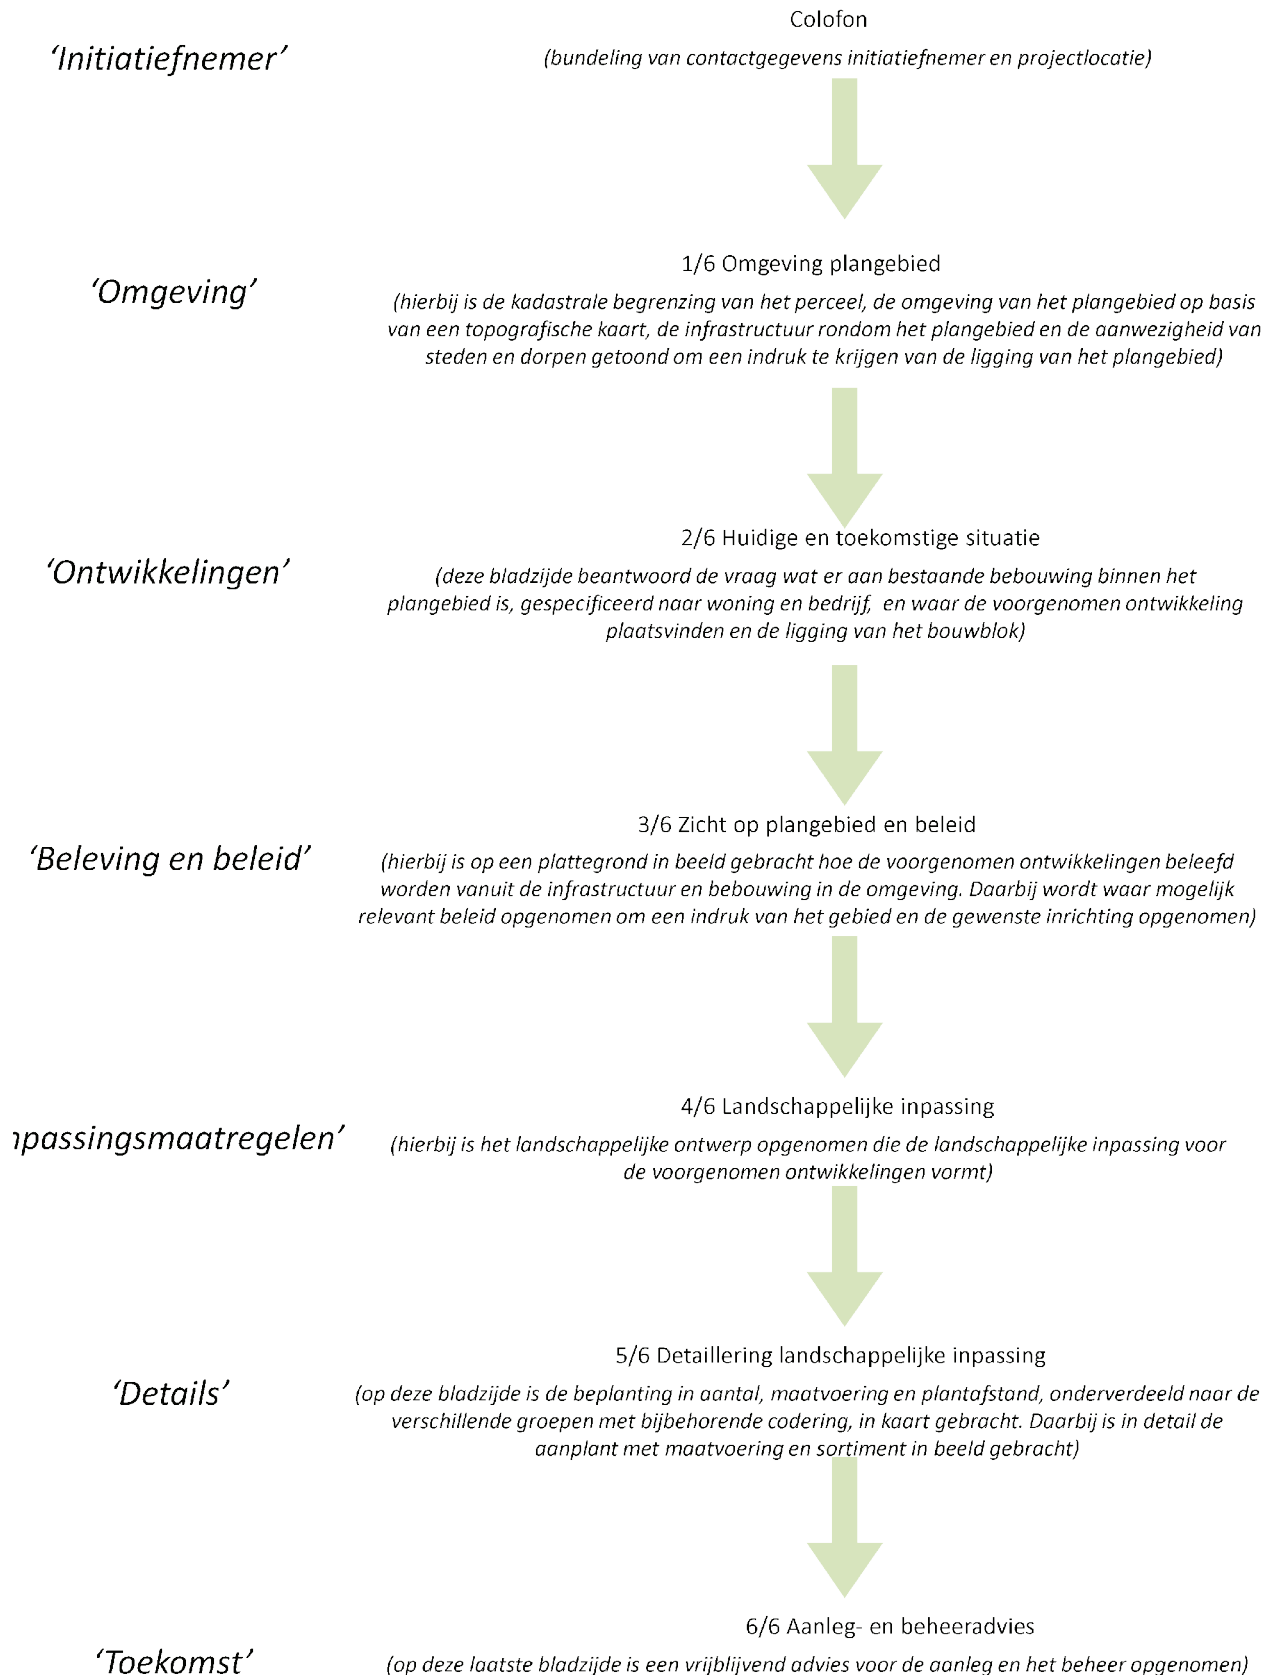 Colofon
‘Initiatiefnemer’
(bundeling van contactgegevens initiatiefnemer en projectlocatie)
1/6 Omgeving plangebied
‘Omgeving’
(hierbij is de kadastrale begrenzing van het perceel, de omgeving van het plangebied op basis
van een topografische kaart, de infrastructuur rondom het plangebied en de aanwezigheid van
steden en dorpen getoond om een indruk te krijgen van de ligging van het plangebied)
2/6 Huidige en toekomstige situatie
‘Ontwikkelingen’
(deze bladzijde beantwoord de vraag wat er aan bestaande bebouwing binnen het
plangebied is, gespecificeerd naar woning en bedrijf, en waar de voorgenomen ontwikkeling
plaatsvinden en de ligging van het bouwblok)
3/6 Zicht op plangebied en beleid
‘Beleving en beleid’
(hierbij is op een plattegrond in beeld gebracht hoe de voorgenomen ontwikkelingen beleefd
worden vanuit de infrastructuur en bebouwing in de omgeving. Daarbij wordt waar mogelijk
relevant beleid opgenomen om een indruk van het gebied en de gewenste inrichting opgenomen)
4/6 Landschappelijke inpassing
npassingsmaatregelen’
(hierbij is het landschappelijke ontwerp opgenomen die de landschappelijke inpassing voor
de voorgenomen ontwikkelingen vormt)
5/6 Detaillering landschappelijke inpassing
‘Details’
(op deze bladzijde is de beplanting in aantal, maatvoering en plantafstand, onderverdeeld naar de
verschillende groepen met bijbehorende codering, in kaart gebracht. Daarbij is in detail de
aanplant met maatvoering en sortiment in beeld gebracht)
6/6 Aanleg- en beheeradvies
‘Toekomst’
(op deze laatste bladzijde is een vrijblijvend advies voor de aanleg en het beheer opgenomen)